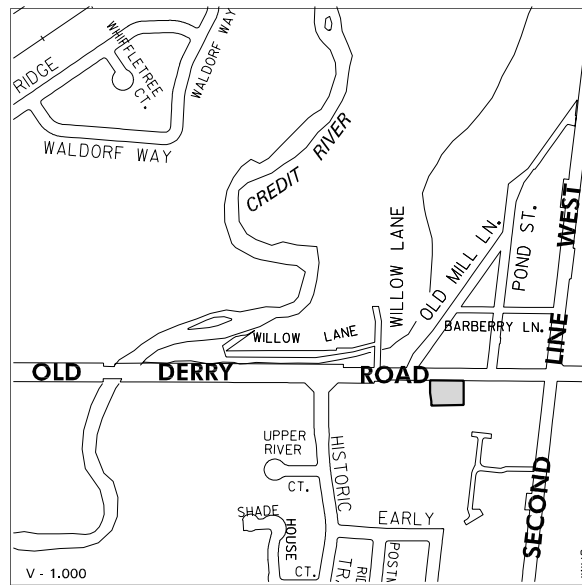 RIDGE
WHIFFLETREE
CT.
WALDORF WAY
WALDORF WAY
CREDIT RIVER
WILLOW LANE
OLD MILL LN.
POND ST.
WILLOW LANE
BARBERRY LN.
OLD DERRY ROAD
SECOND LINE WEST
UPPER
RIVER
CT.
HISTORIC
SHADE
HOUSE
CT.
EARLY
TR.
V - 1.000